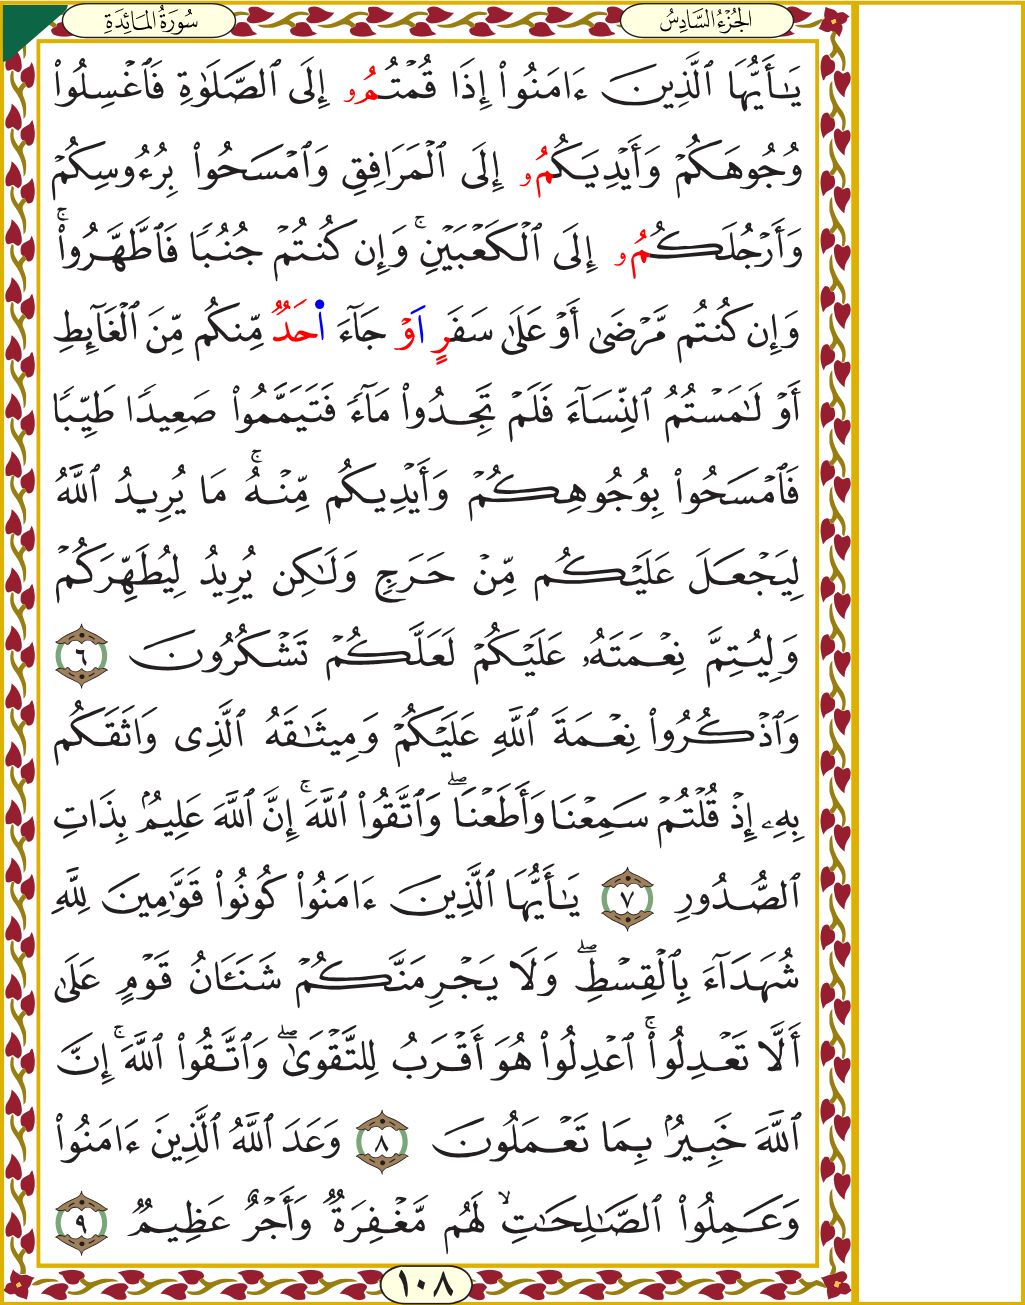 الجُزْءُ السَّادِسُ
سُورَةُ المَائِدَةِ
يَـٰٓأَيُّهَا ٱلَّذِينَ ءَامَنُوٓا۟ إِذَا قُمْتُمُۥ إِلَى ٱلصَّلَوٰةِ فَٱغْسِلُوا۟
وُجُوهَكُمْ وَأَيْدِيَكُمُۥ إِلَى ٱلْمَرَافِقِ وَٱمْسَحُوا۟ بِرُءُوسِكُمْ
وَأَرْجُلَكُمُۥ إِلَى ٱلْكَعْبَيْنِ ۚ وَإِن كُنتُمْ جُنُبًا فَٱطَّهَّرُوا۟ ۚ
وَإِن كُنتُم مَّرْضَىٰٓ أَوْ عَلَىٰ سَفَرٍ اَوْ جَآءَ اَ۬حَدٌ مِّنكُم مِّنَ ٱلْغَآئِطِ
أَوْ لَـٰمَسْتُمُ ٱلنِّسَآءَ فَلَمْ تَجِدُوا۟ مَآءً فَتَيَمَّمُوا۟ صَعِيدًا طَيِّبًا
فَٱمْسَحُوا۟ بِوُجُوهِكُمْ وَأَيْدِيكُم مِّنْهُ ۚ مَا يُرِيدُ ٱللَّهُ
لِيَجْعَلَ عَلَيْكُم مِّنْ حَرَجٍ وَلَـٰكِن يُرِيدُ لِيُطَهِّرَكُمْ
وَلِيُتِمَّ نِعْمَتَهُۥ عَلَيْكُمْ لَعَلَّكُمْ تَشْكُرُونَ ٦
وَٱذْكُرُوا۟ نِعْمَةَ ٱللَّهِ عَلَيْكُمْ وَمِيثَـٰقَهُ ٱلَّذِى وَاثَقَكُم
بِهِۦٓ إِذْ قُلْتُمْ سَمِعْنَا وَأَطَعْنَا ۖ وَٱتَّقُوا۟ ٱللَّهَ ۚ إِنَّ ٱللَّهَ عَلِيمٌۢ بِذَاتِ
ٱلصُّدُورِ ٧ يَـٰٓأَيُّهَا ٱلَّذِينَ ءَامَنُوا۟ كُونُوا۟ قَوَّٰمِينَ لِلَّهِ
شُهَدَآءَ بِٱلْقِسْطِ ۖ وَلَا يَجْرِمَنَّكُمْ شَنَـَٔانُ قَوْمٍ عَلَىٰٓ
أَلَّا تَعْدِلُوا۟ ۚ ٱعْدِلُوا۟ هُوَ أَقْرَبُ لِلتَّقْوَىٰ ۖ وَٱتَّقُوا۟ ٱللَّهَ ۚ إِنَّ
ٱللَّهَ خَبِيرٌۢ بِمَا تَعْمَلُونَ ٨ وَعَدَ ٱللَّهُ ٱلَّذِينَ ءَامَنُوا۟
وَعَمِلُوا۟ ٱلصَّـٰلِحَـٰتِ ۙ لَهُم مَّغْفِرَةٌ وَأَجْرٌ عَظِيمٌ ٩
١٠٨